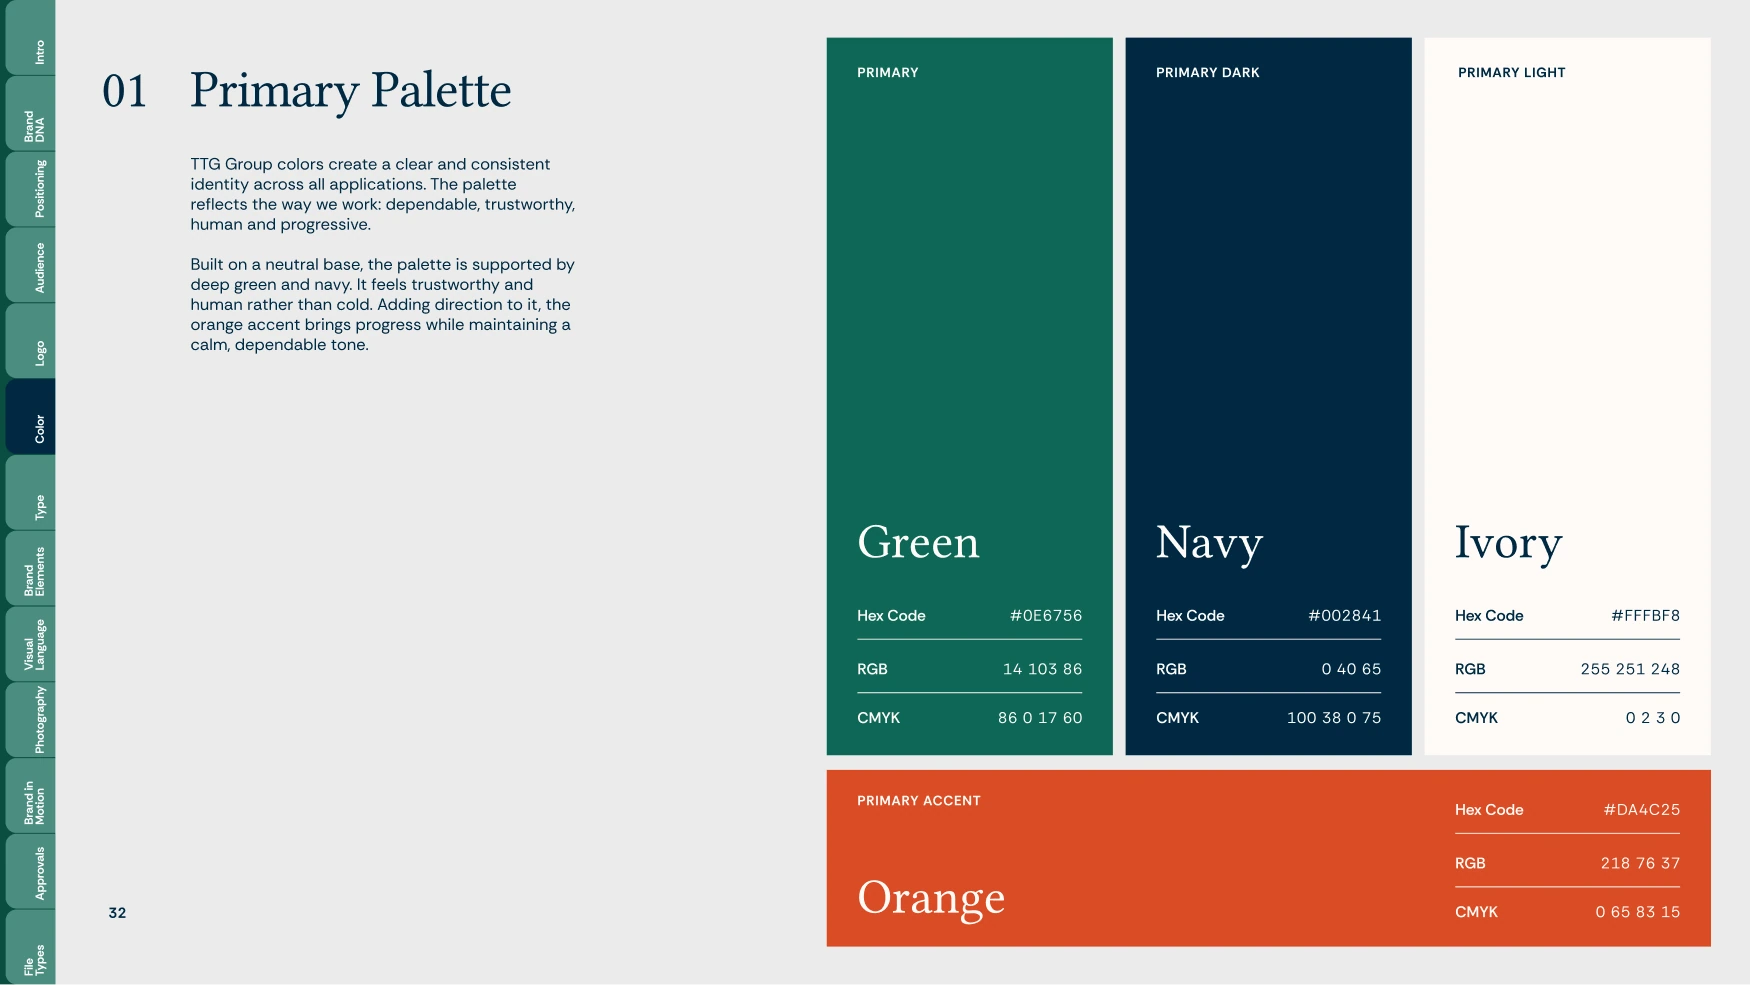 Intro
Brand
DNA
Positioning
Audience
Logo
Color
Type
Brand
Elements
Visual
Language
Photography
Brand in
Motion
Approvals
File
Types
01 Primary Palette
TTG Group colors create a clear and consistent
identity across all applications. The palette
reflects the way we work: dependable, trustworthy,
human and progressive.
Built on a neutral base, the palette is supported by
deep green and navy. It feels trustworthy and
human rather than cold. Adding direction to it, the
orange accent brings progress while maintaining a
calm, dependable tone.
32
PRIMARY
Green
Hex Code #0E6756
RGB 14 103 86
CMYK 86 0 17 60
PRIMARY DARK
Navy
Hex Code #002841
RGB 0 40 65
CMYK 100 38 0 75
PRIMARY LIGHT
Ivory
Hex Code #FFFBF8
RGB 255 251 248
CMYK 0 2 3 0
PRIMARY ACCENT
Orange
Hex Code #DA4C25
RGB 218 76 37
CMYK 0 65 83 15